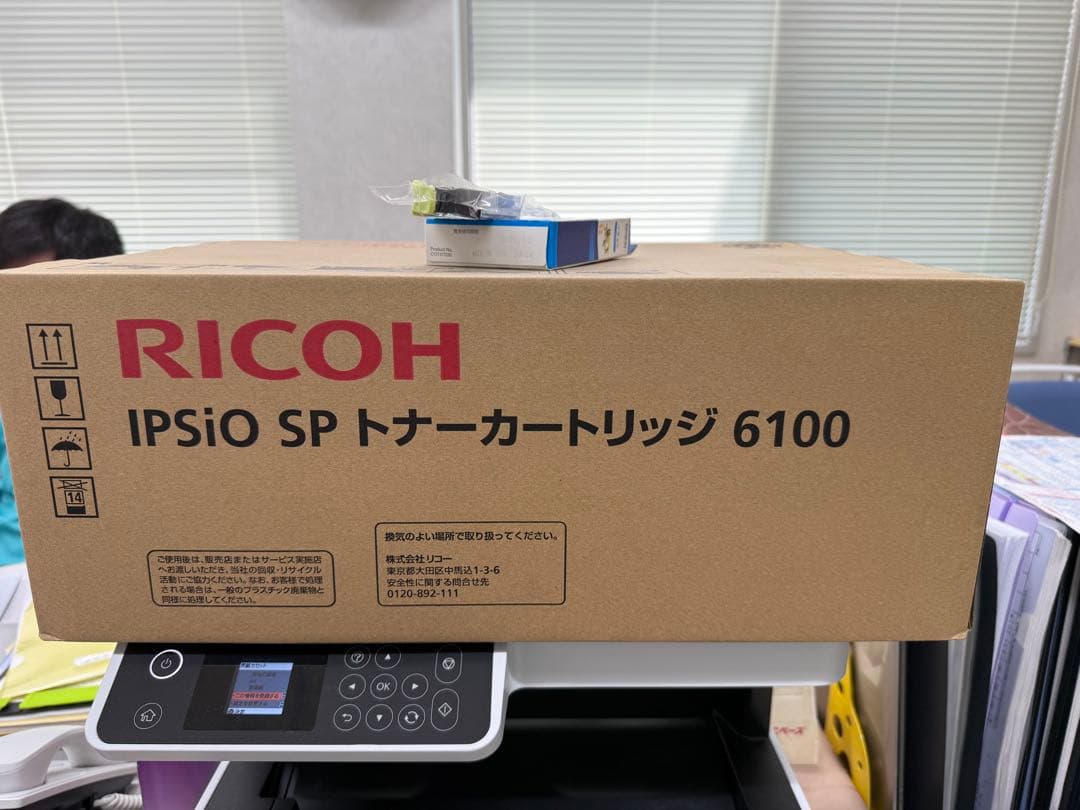 Product No.
RICOH
IPSiO SP トナーカートリッジ 6100
14
換気のよい場所で取り扱ってください。
株式会社 リコー
東京都大田区中馬込1-3-6
安全性に関する問合せ先
0120-892-111
ご使用後は、販売店またはサービス実施店
へお渡しいただき、当社の回収・リサイクル
活動にご協力ください。なお、お客様で処理
される場合は、一般のプラスチック廃棄物と
同様に処理してください。
OK